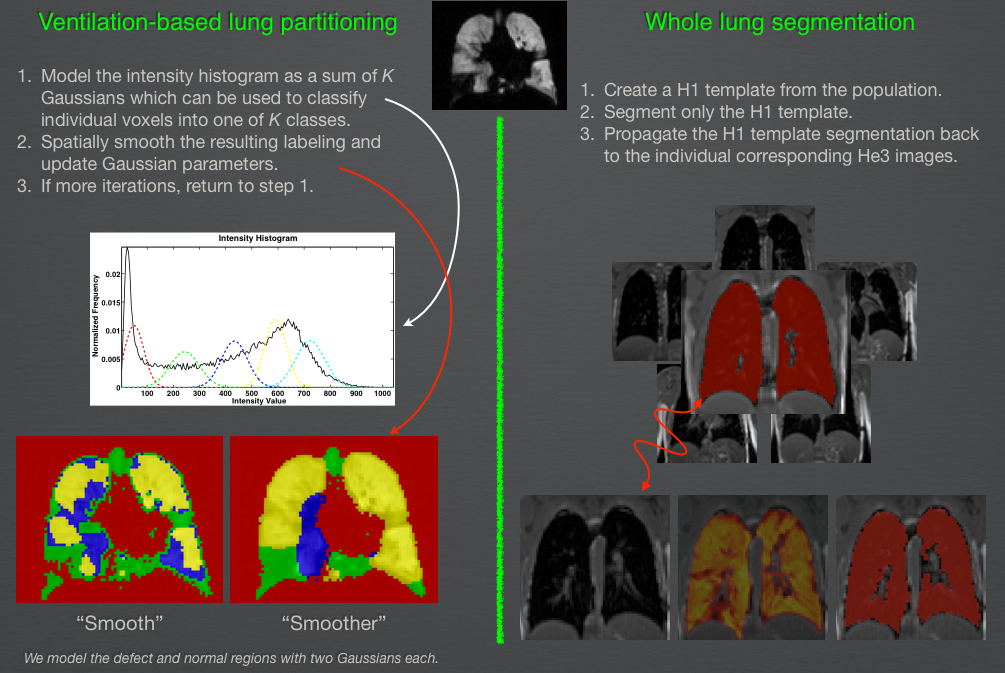 Ventilation-based lung partitioning
1. Model the intensity histogram as a sum of K
Gaussians which can be used to classify
individual voxels into one of K classes.
2. Spatially smooth the resulting labeling and
update Gaussian parameters.
3. If more iterations, return to step 1.
Intensity Histogram
Normalized Frequency
0.02
0.015
0.01
0.005
0
100 200 300 400 500 600 700 800 900 1000
Intensity Value
“Smooth”
“Smoother”
We model the defect and normal regions with two Gaussians each.
Whole lung segmentation
1. Create a H1 template from the population.
2. Segment only the H1 template.
3. Propagate the H1 template segmentation back
to the individual corresponding He3 images.